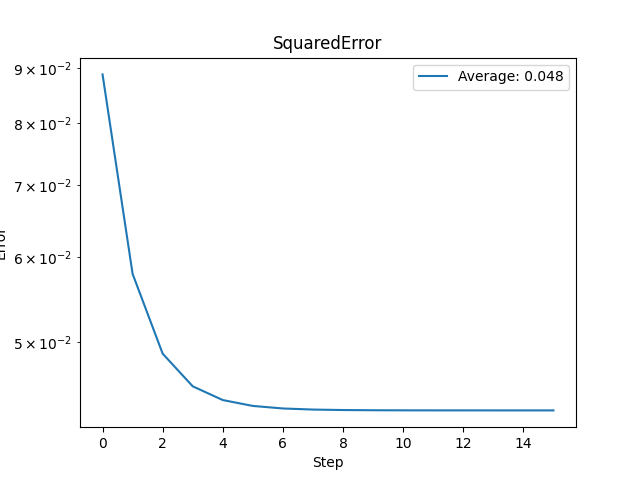 SquaredError
Average: 0.048
9 × 10⁻²
8 × 10⁻²
7 × 10⁻²
6 × 10⁻²
5 × 10⁻²
Error
0 2 4 6 8 10 12 14
Step